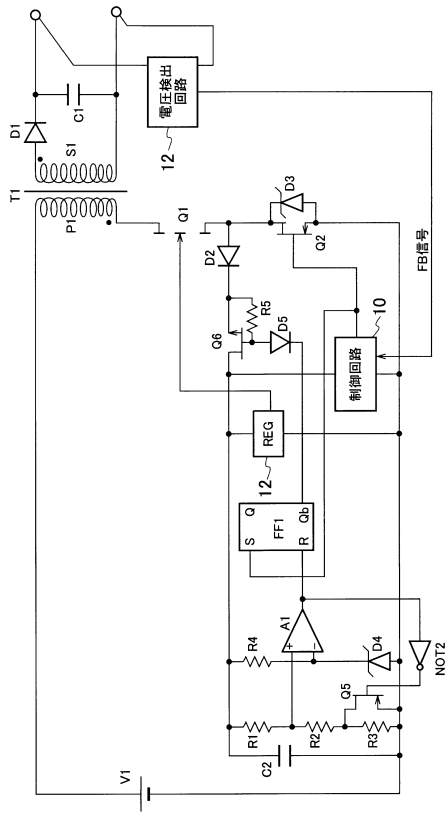 T1
D1
C1
S1
P1
電圧検出
回路
12
Q1
D2
D3
Q2
Q6
R5
D5
FB信号
制御回路
10
REG
12
S
Q
FF1
R
Qb
A1
+
−
R4
D4
NOT2
Q5
R1
R2
R3
C2
V1